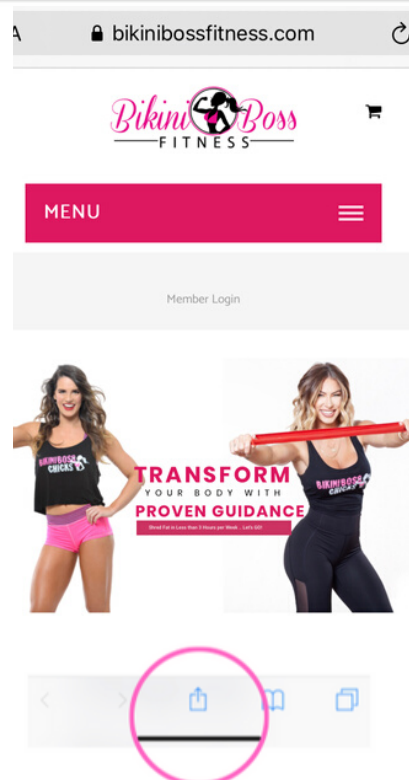 A bikinibossfitness.com
Bikini Boss
FITNESS
MENU
Member Login
BIKINI BOSS
CHICKS
BIKINI BOSS
CHICKS
TRANSFORM
YOUR BODY WITH
PROVEN GUIDANCE
Shred Fat in Less than 3 Hours per Week . . Let's GO!